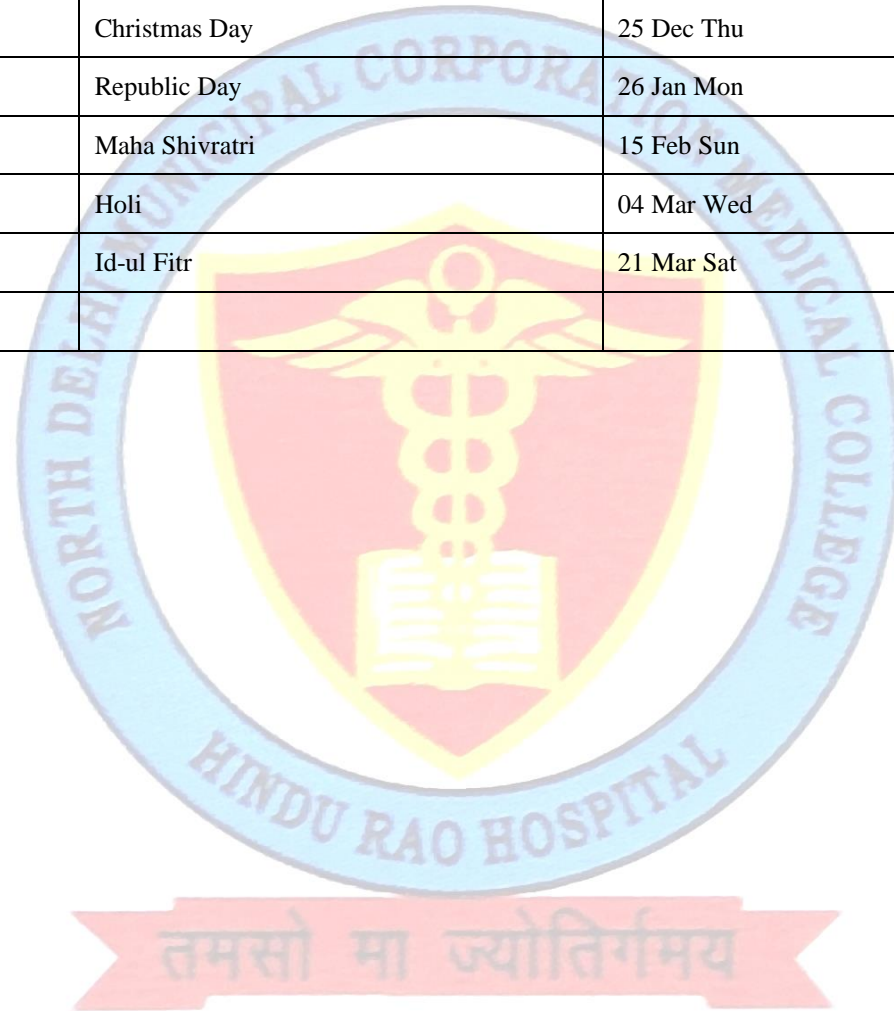 Christmas Day 25 Dec Thu
Republic Day 26 Jan Mon
Maha Shivratri 15 Feb Sun
Holi 04 Mar Wed
Id-ul Fitr 21 Mar Sat
NORTH DELHI MUNICIPAL CORPORATION MEDICAL COLLEGE
HINDU RAO HOSPITAL
तमसो मा ज्योतिर्गमय